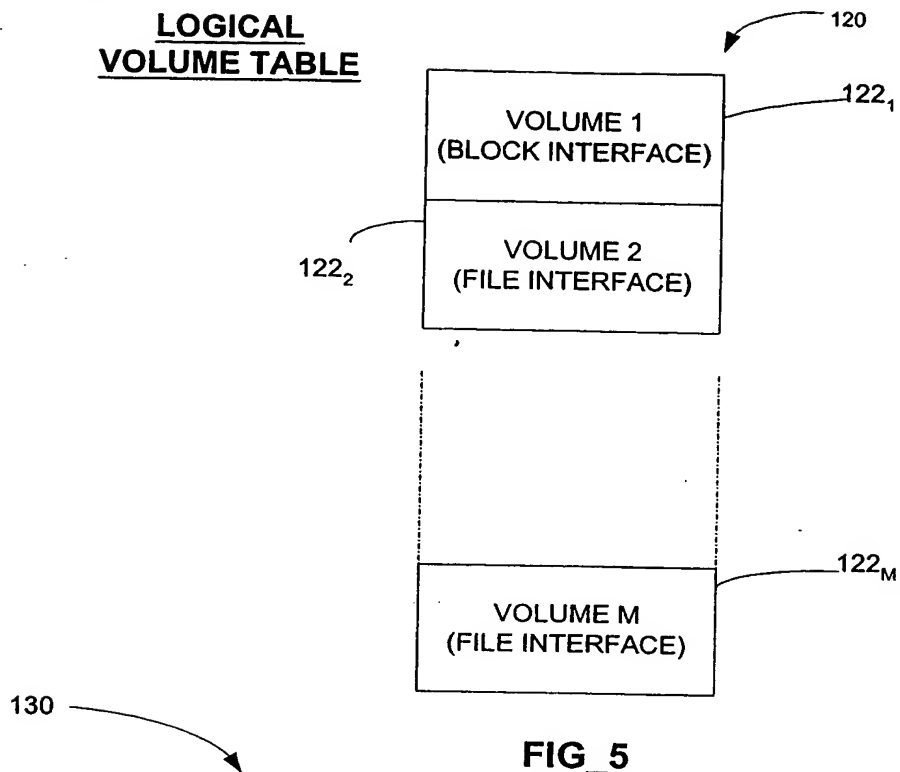 LOGICAL
VOLUME TABLE
120
VOLUME 1
(BLOCK INTERFACE)
122₁
VOLUME 2
(FILE INTERFACE)
122₂
VOLUME M
(FILE INTERFACE)
122M
130
FIG_5